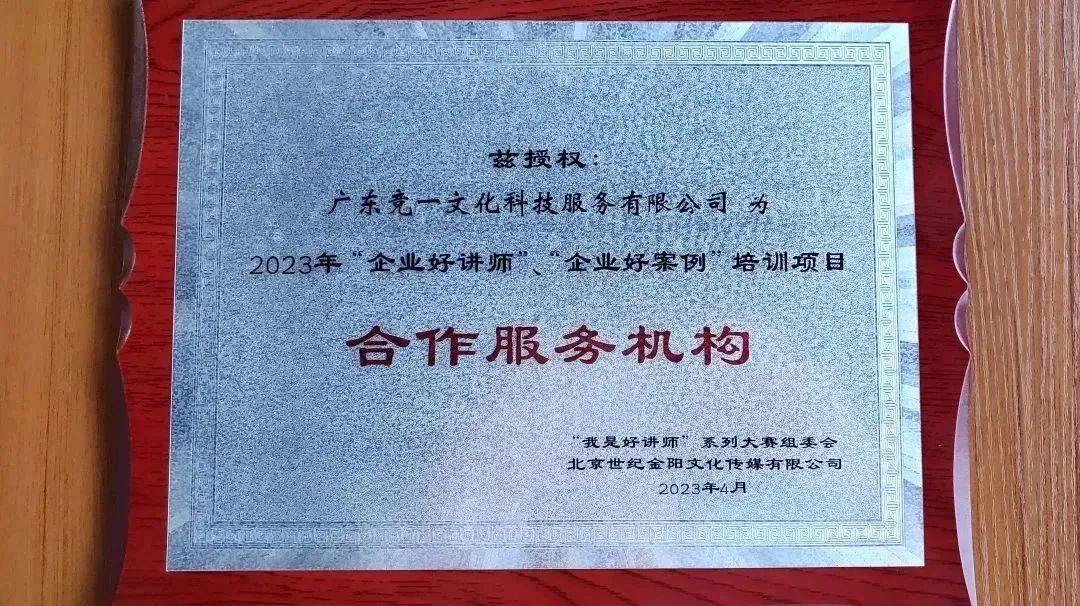 兹授权：
广东竞一文化科技服务有限公司 为
2023年“企业好讲师”、“企业好案例”培训项目
合作服务机构
“我是好讲师”系列大赛组委会
北京世纪金阳文化传媒有限公司
2023年4月